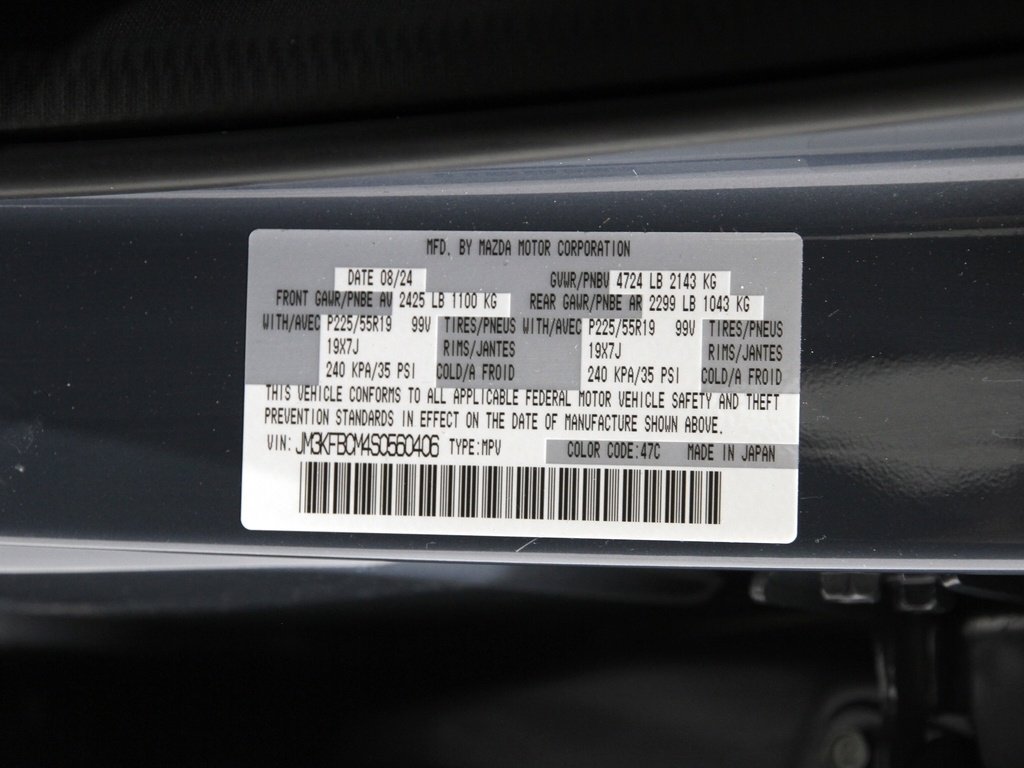 MFD. BY MAZDA MOTOR CORPORATION
DATE 08/24 GVWR/PNBV 4724 LB 2143 KG
FRONT GAWR/PNBE AV 2425 LB 1100 KG REAR GAWR/PNBE AR 2299 LB 1043 KG
WITH/AVEC P225/55R19 99V TIRES/PNEUS WITH/AVEC P225/55R19 99V TIRES/PNEUS
19X7J RIMS/JANTES 19X7J RIMS/JANTES
240 KPA/35 PSI COLD/A FROID 240 KPA/35 PSI COLD/A FROID
THIS VEHICLE CONFORMS TO ALL APPLICABLE FEDERAL MOTOR VEHICLE SAFETY AND THEFT
PREVENTION STANDARDS IN EFFECT ON THE DATE OF MANUFACTURE SHOWN ABOVE.
VIN: JM3KFBCM4S0560406 TYPE:MPV COLOR CODE:47C MADE IN JAPAN